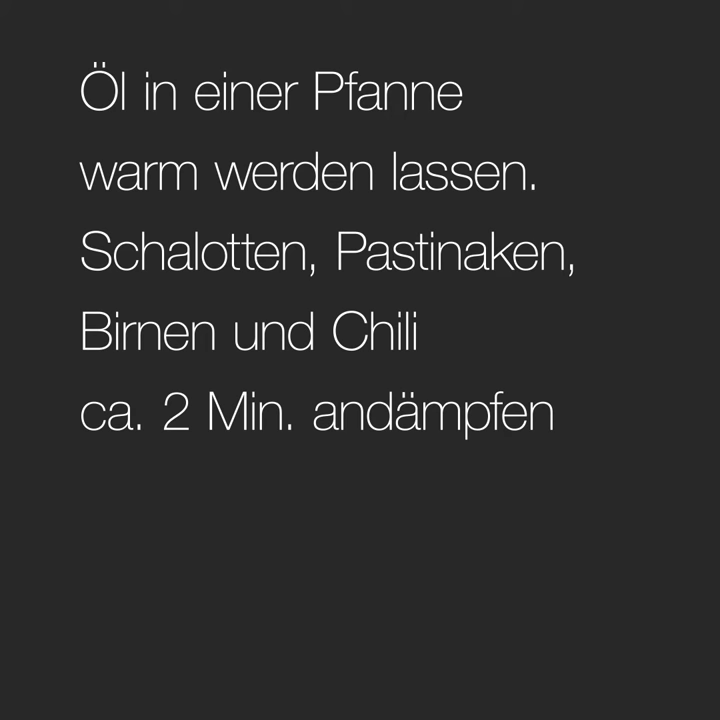 Öl in einer Pfanne
warm werden lassen.
Schalotten, Pastinaken,
Birnen und Chili
ca. 2 Min. andämpfen